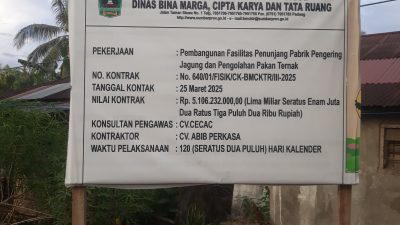 DINAS BINA MARGA, CIPTA KARYA DAN TATA RUANG
PEKERJAAN : Pembangunan Fasilitas Penunjang Pabrik Pengering
Jagung dan Pengolahan Pakan Ternak
NO. KONTRAK : No. 640/01/FISIK/CK-BMCKTR/III-2025
TANGGAL KONTAK : 25 Maret 2025
NILAI KONTRAK : Rp. 5.106.232.000,00 (Lima Miliar Seratus Enam Juta
Dua Ratus Tiga Puluh Dua Ribu Rupiah)
KONSULTAN PENGAWAS : CV.CECAC
KONTRAKTOR : CV. ABIB PERKASA
WAKTU PELAKSANAAN : 120 (SERATUS DUA PULUH) HARI KALENDER